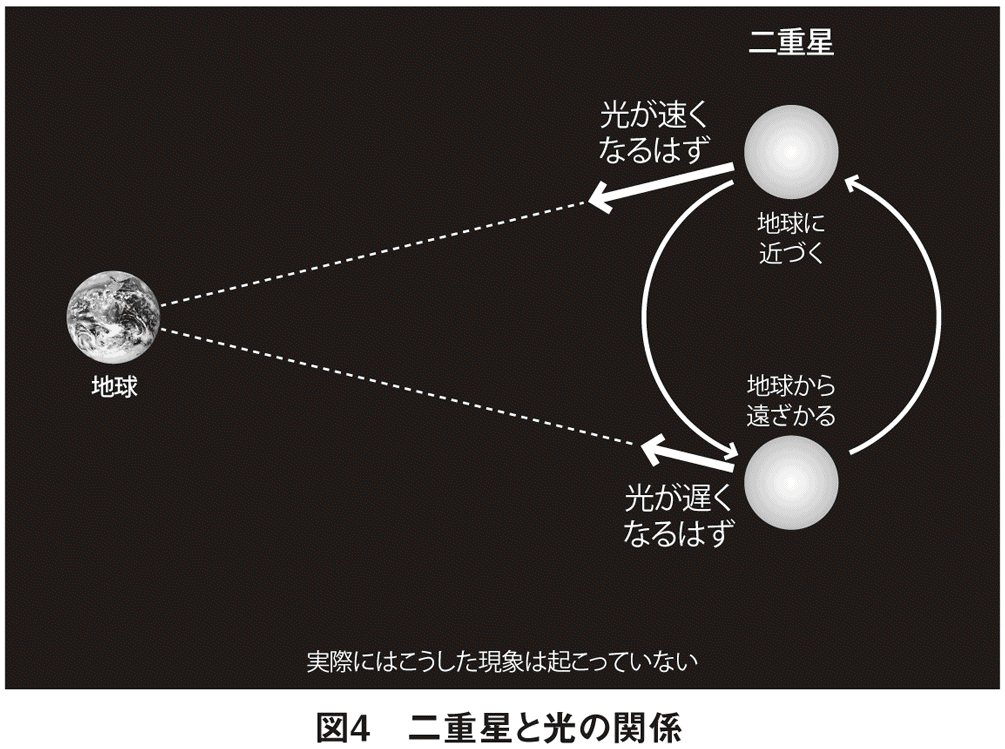 二重星
光が速く
なるはず
地球に
近づく
地球
地球から
遠ざかる
光が遅く
なるはず
実際にはこうした現象は起こっていない
図4　二重星と光の関係